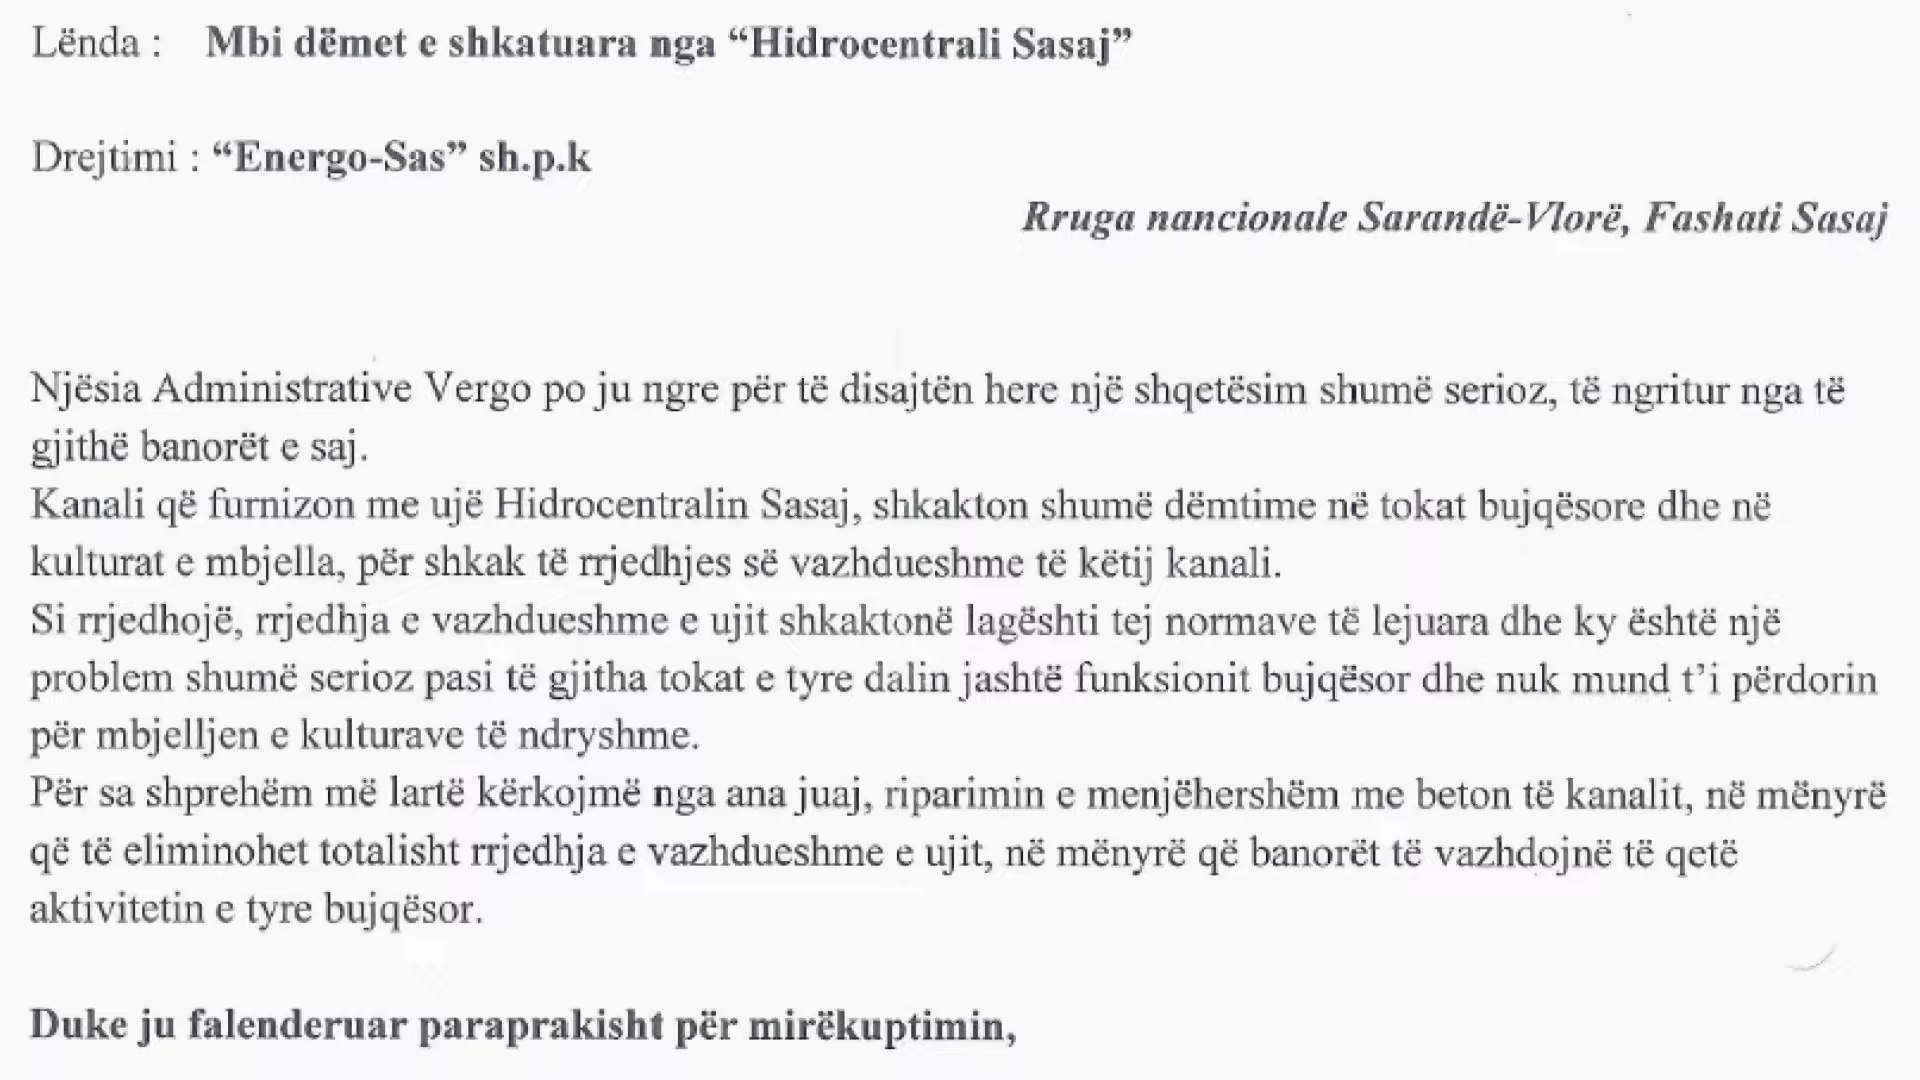 Lënda : Mbi dëmet e shkatuara nga “Hidrocentrali Sasaj”
Drejtimi : “Energo-Sas” sh.p.k
Rruga nancionale Sarandë-Vlorë, Fashati Sasaj
Njësia Administrative Vergo po ju ngre për të disajtën here një shqetësim shumë serioz, të ngritur nga të
gjithë banorët e saj.
Kanali që furnizon me ujë Hidrocentralin Sasaj, shkakton shumë dëmtime në tokat bujqësore dhe në
kulturat e mbjella, për shkak të rrjedhjes së vazhdueshme të këtij kanali.
Si rrjedhojë, rrjedhja e vazhdueshme e ujit shkaktonë lagështi tej normave të lejuara dhe ky është një
problem shumë serioz pasi të gjitha tokat e tyre dalin jashtë funksionit bujqësor dhe nuk mund t’i përdorin
për mbjelljen e kulturave të ndryshme.
Për sa shprehëm më lartë kërkojmë nga ana juaj, riparimin e menjëhershëm me beton të kanalit, në mënyrë
që të eliminohet totalisht rrjedhja e vazhdueshme e ujit, në mënyrë që banorët të vazhdojnë të qetë
aktivitetin e tyre bujqësor.
Duke ju falenderuar paraprakisht për mirëkuptimin,